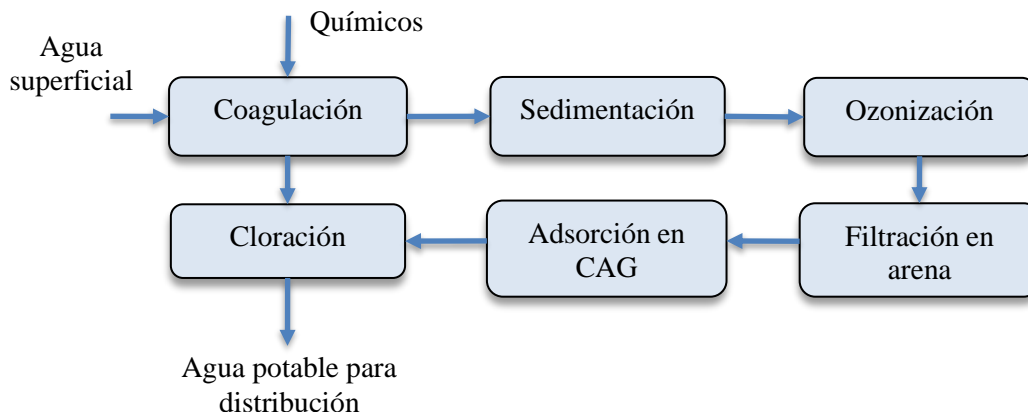 Químicos
Agua
superficial
Coagulación
Sedimentación
Ozonización
Cloración
Adsorción en
CAG
Filtración en
arena
Agua potable para
distribución